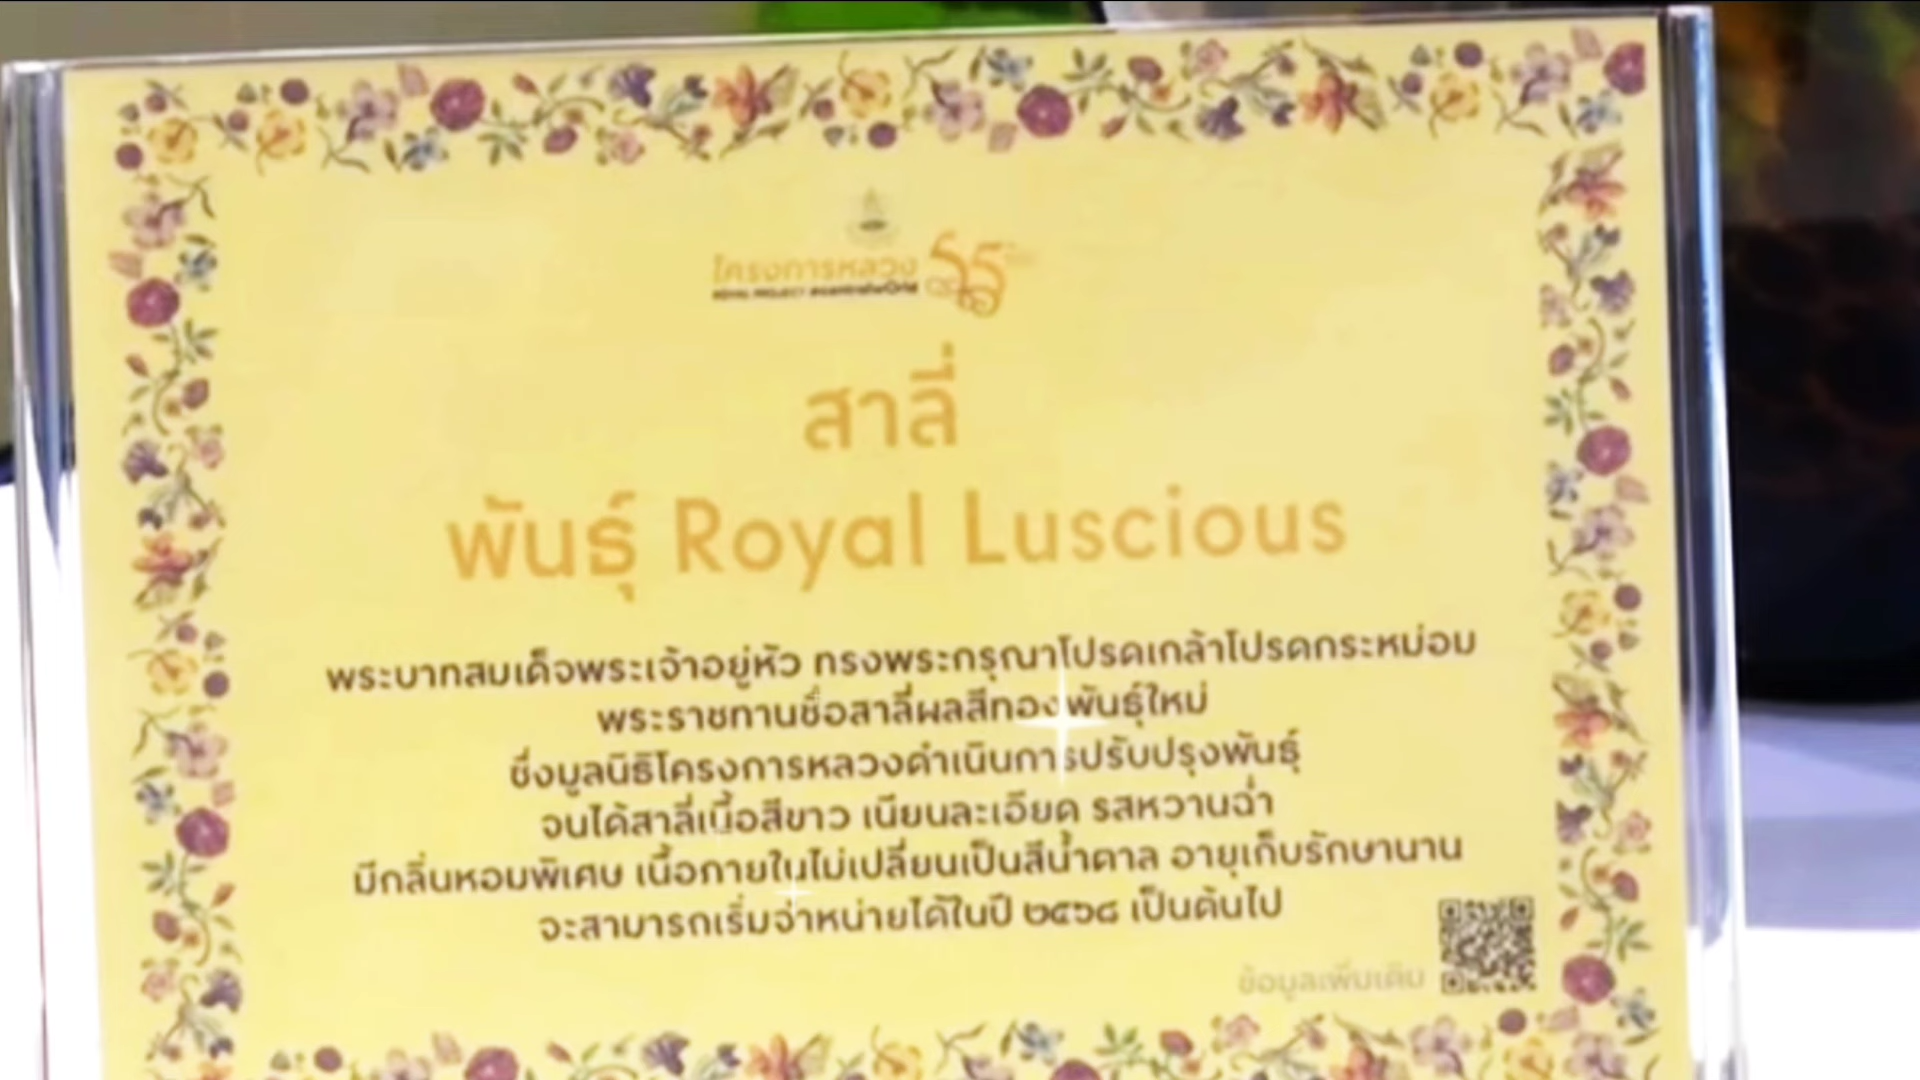 โครงการหลวง ๕๕
ROYAL PROJECT @centralwOrld
สาลี่
พันธุ์ Royal Luscious
พระบาทสมเด็จพระเจ้าอยู่หัว ทรงพระกรุณาโปรดเกล้าโปรดกระหม่อม
พระราชทานชื่อสาลี่ผลสีทองพันธุ์ใหม่
ซึ่งมูลนิธิโครงการหลวงดำเนินการปรับปรุงพันธุ์
จนได้สาลี่เนื้อสีขาว เนียนละเอียด รสหวานฉ่ำ
มีกลิ่นหอมพิเศษ เนื้อภายในไม่เปลี่ยนเป็นสีน้ำตาล อายุเก็บรักษานาน
จะสามารถเริ่มจำหน่ายได้ในปี ๒๕๖๘ เป็นต้นไป
ข้อมูลเพิ่มเติม